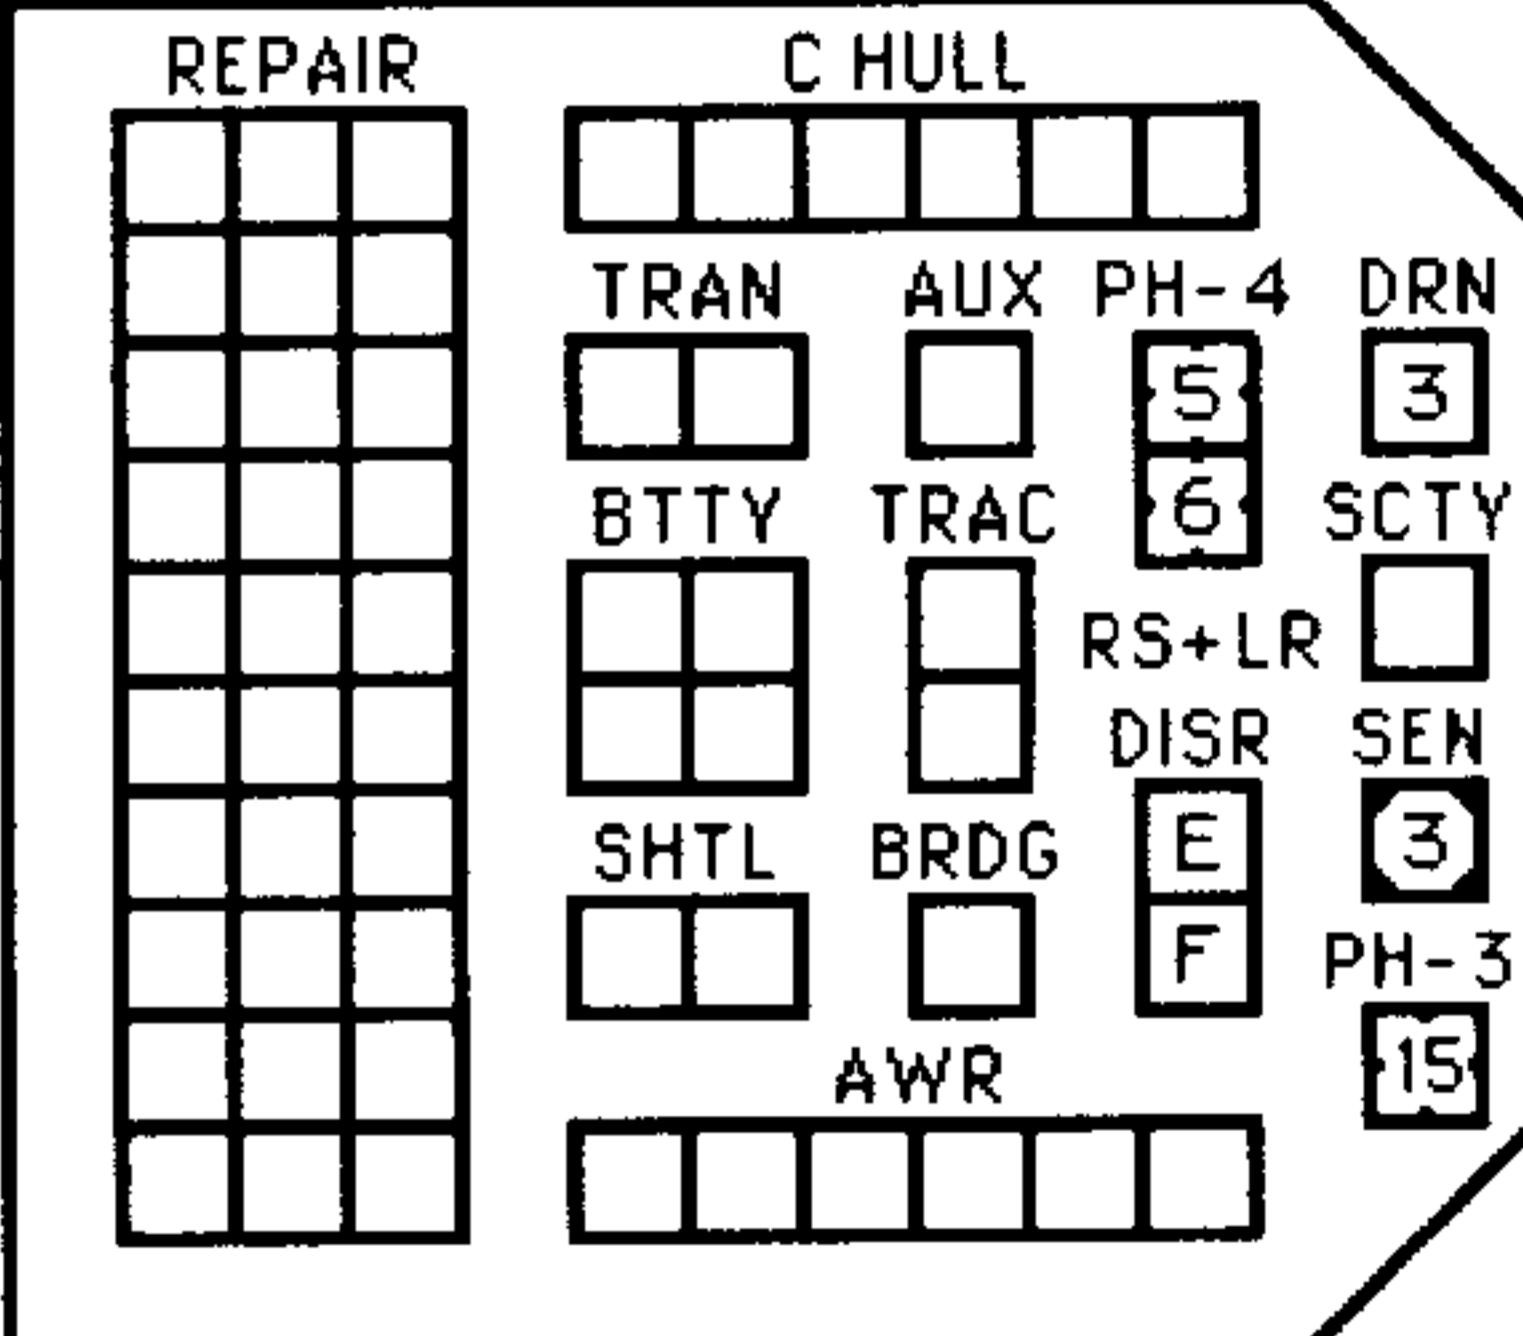 REPAIR
C HULL
TRAN
AUX
PH-4
DRN
5
3
6
BTTY
TRAC
SCTY
RS+LR
DISR
SEN
E
3
SHTL
BRDG
F
PH-3
15
AWR